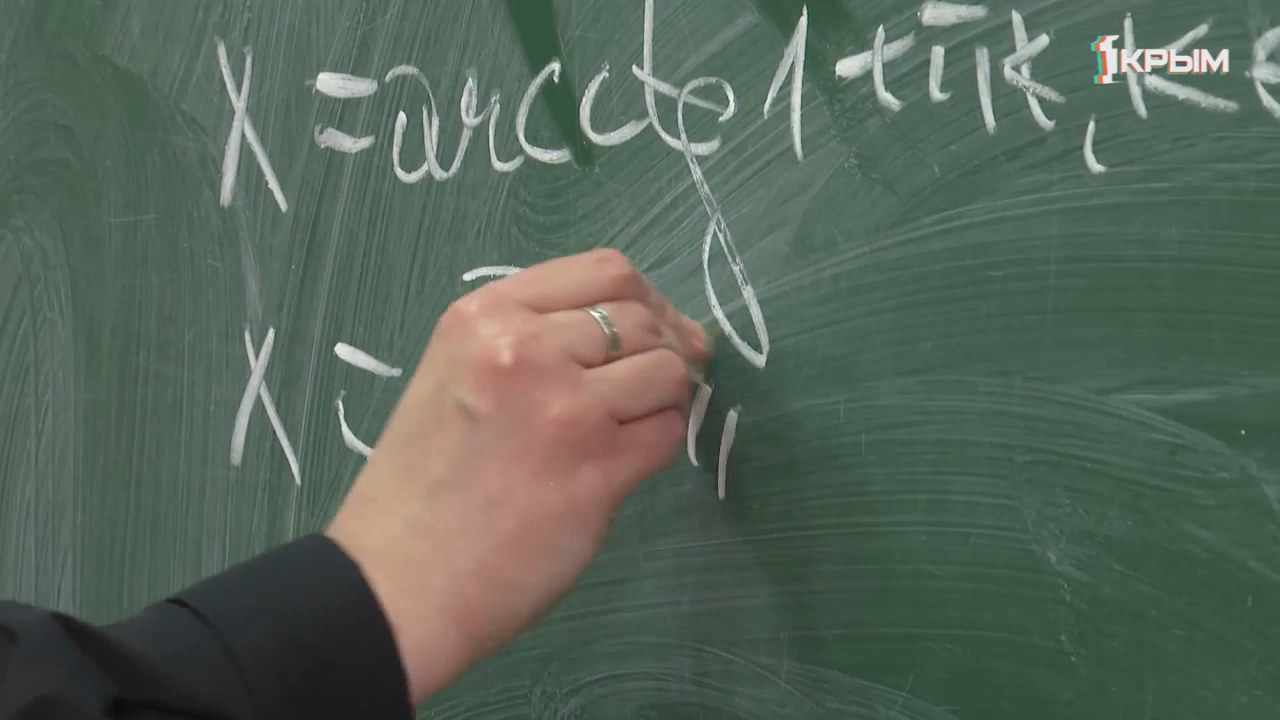 x = arcctg 1 + πk, k ∈
1КРЫМ
x =